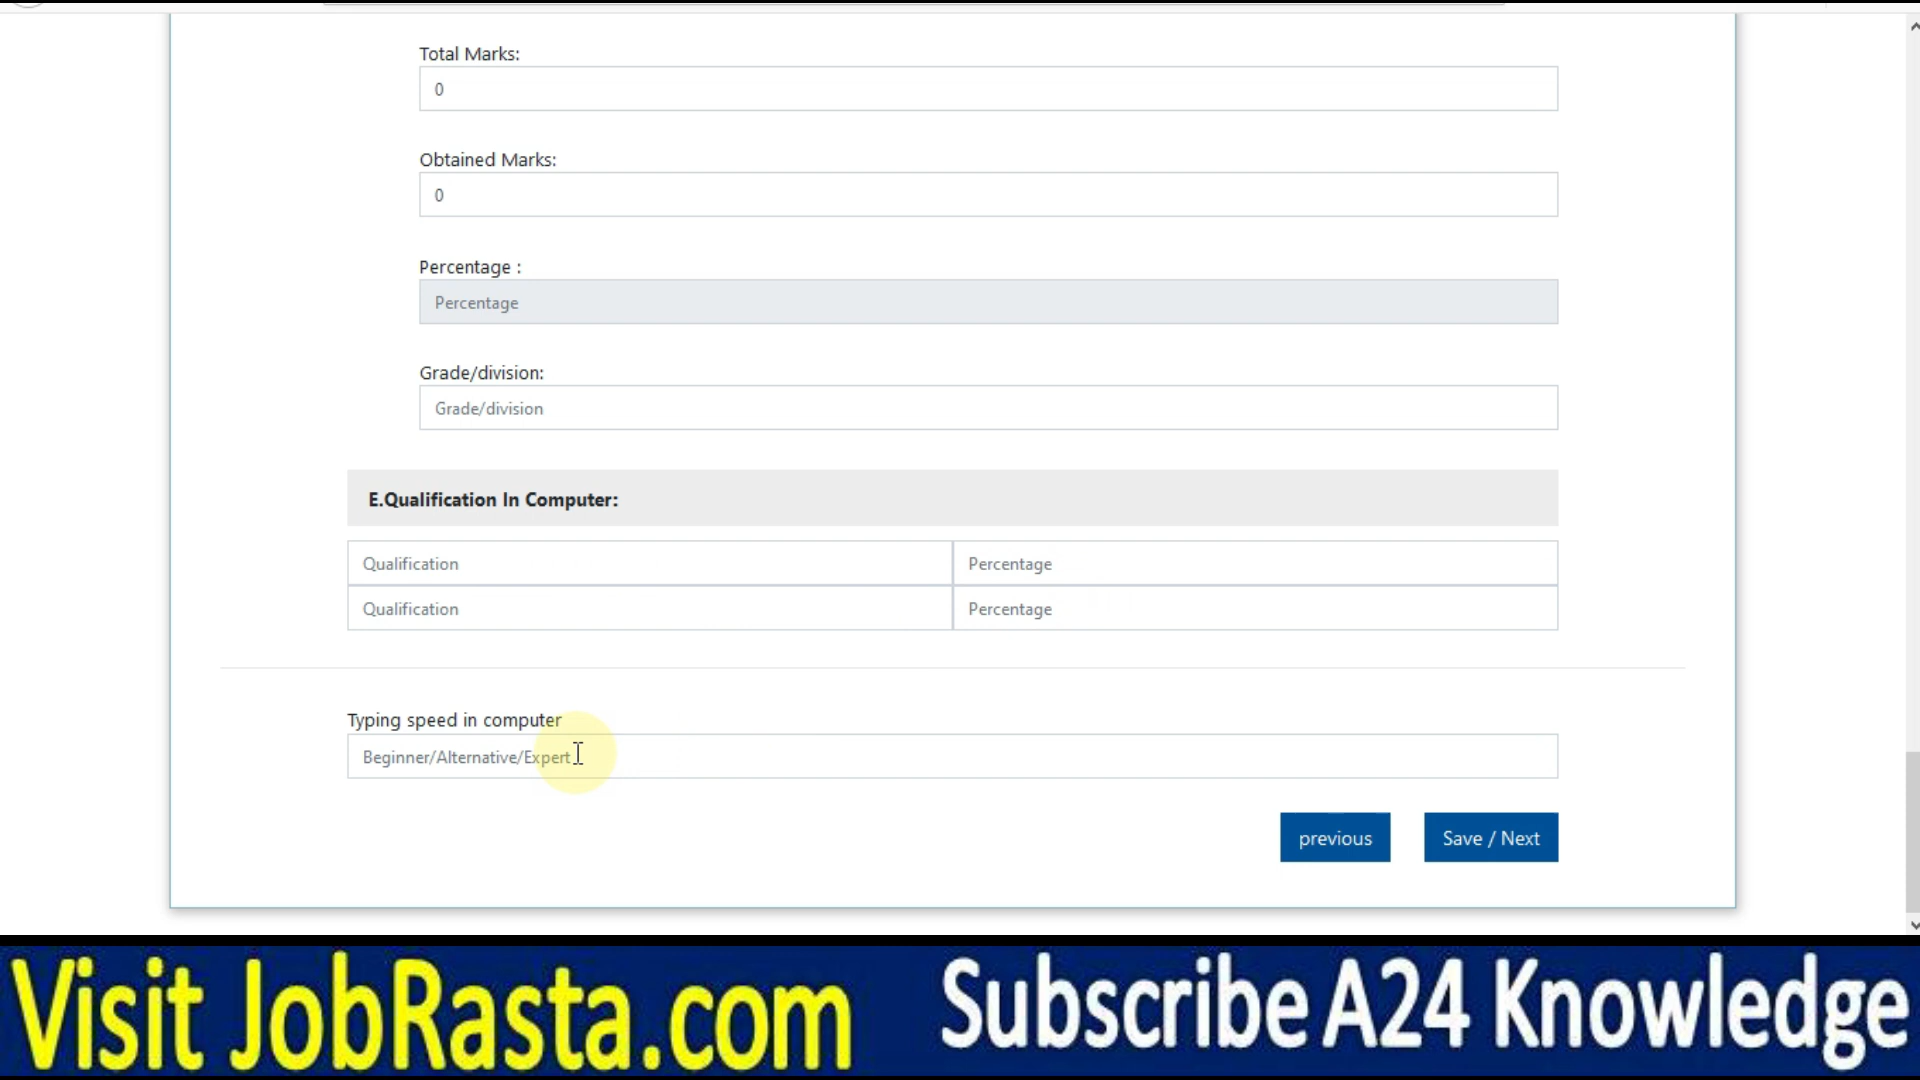 Total Marks:
0
Obtained Marks:
0
Percentage :
Percentage
Grade/division:
Grade/division
E.Qualification In Computer:
Qualification Percentage
Qualification Percentage
Typing speed in computer
Beginner/Alternative/Expert
previous Save / Next
Visit JobRasta.com Subscribe A24 Knowledge